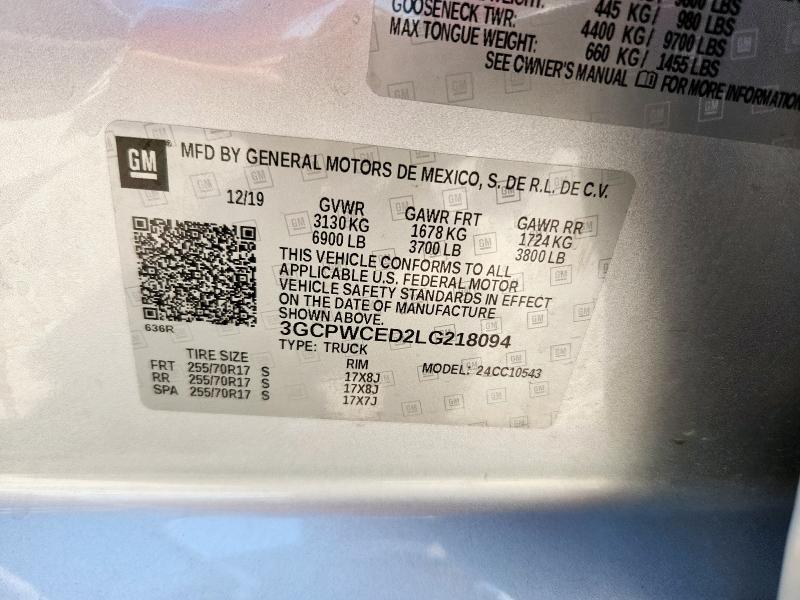 GOOSENECK TWR: 445 KG/ 980 LBS
MAX TONGUE WEIGHT: 4400 KG/ 9700 LBS
660 KG/ 1455 LBS
SEE OWNER'S MANUAL FOR MORE INFORMATION
GM MFD BY GENERAL MOTORS DE MEXICO, S. DE R.L. DE C.V.
12/19 GVWR GAWR FRT GAWR RR
3130 KG 1678 KG 1724 KG
6900 LB 3700 LB 3800 LB
THIS VEHICLE CONFORMS TO ALL
APPLICABLE U.S. FEDERAL MOTOR
VEHICLE SAFETY STANDARDS IN EFFECT
ON THE DATE OF MANUFACTURE
SHOWN ABOVE.
636R
3GCPWCED2LG218094
TYPE: TRUCK
MODEL: 24CC10543
TIRE SIZE RIM
FRT 255/70R17 S 17X8J
RR 255/70R17 S 17X8J
SPA 255/70R17 S 17X7J